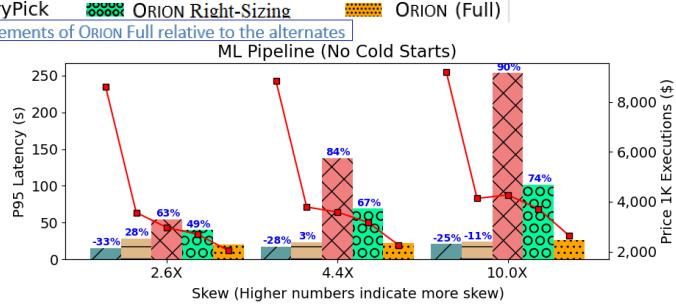 ryPick ORION Right-Sizing ORION (Full)
ements of ORION Full relative to the alternates
ML Pipeline (No Cold Starts)
250
200
150
100
50
0
P95 Latency (s)
-33% 28% 63% 49%
-28% 3% 84% 67%
-25% -11% 90% 74%
8,000
6,000
4,000
2,000
Price 1K Executions ($)
2.6X 4.4X 10.0X
Skew (Higher numbers indicate more skew)